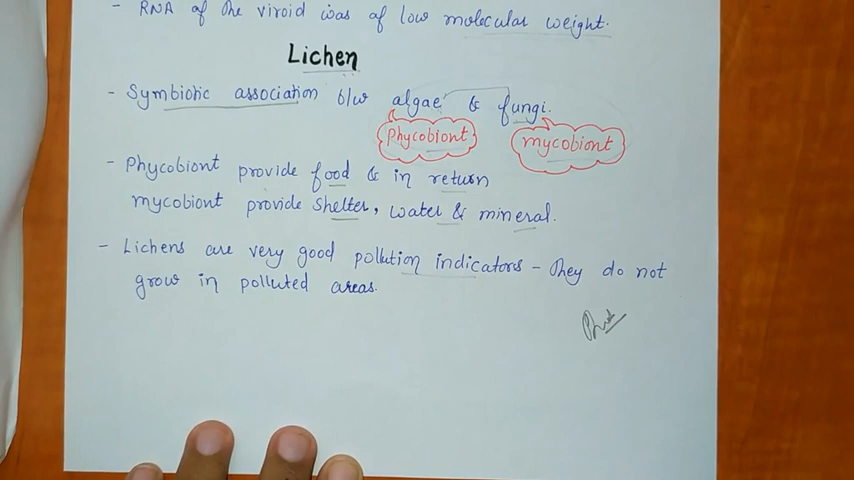 - RNA of the viroid was of low molecular weight.
Lichen
- Symbiotic association b/w algae & fungi.
Phycobiont mycobiont
- Phycobiont provide food & in return
mycobiont provide shelter, water & mineral.
- Lichens are very good pollution indicators - They do not
grow in polluted areas.